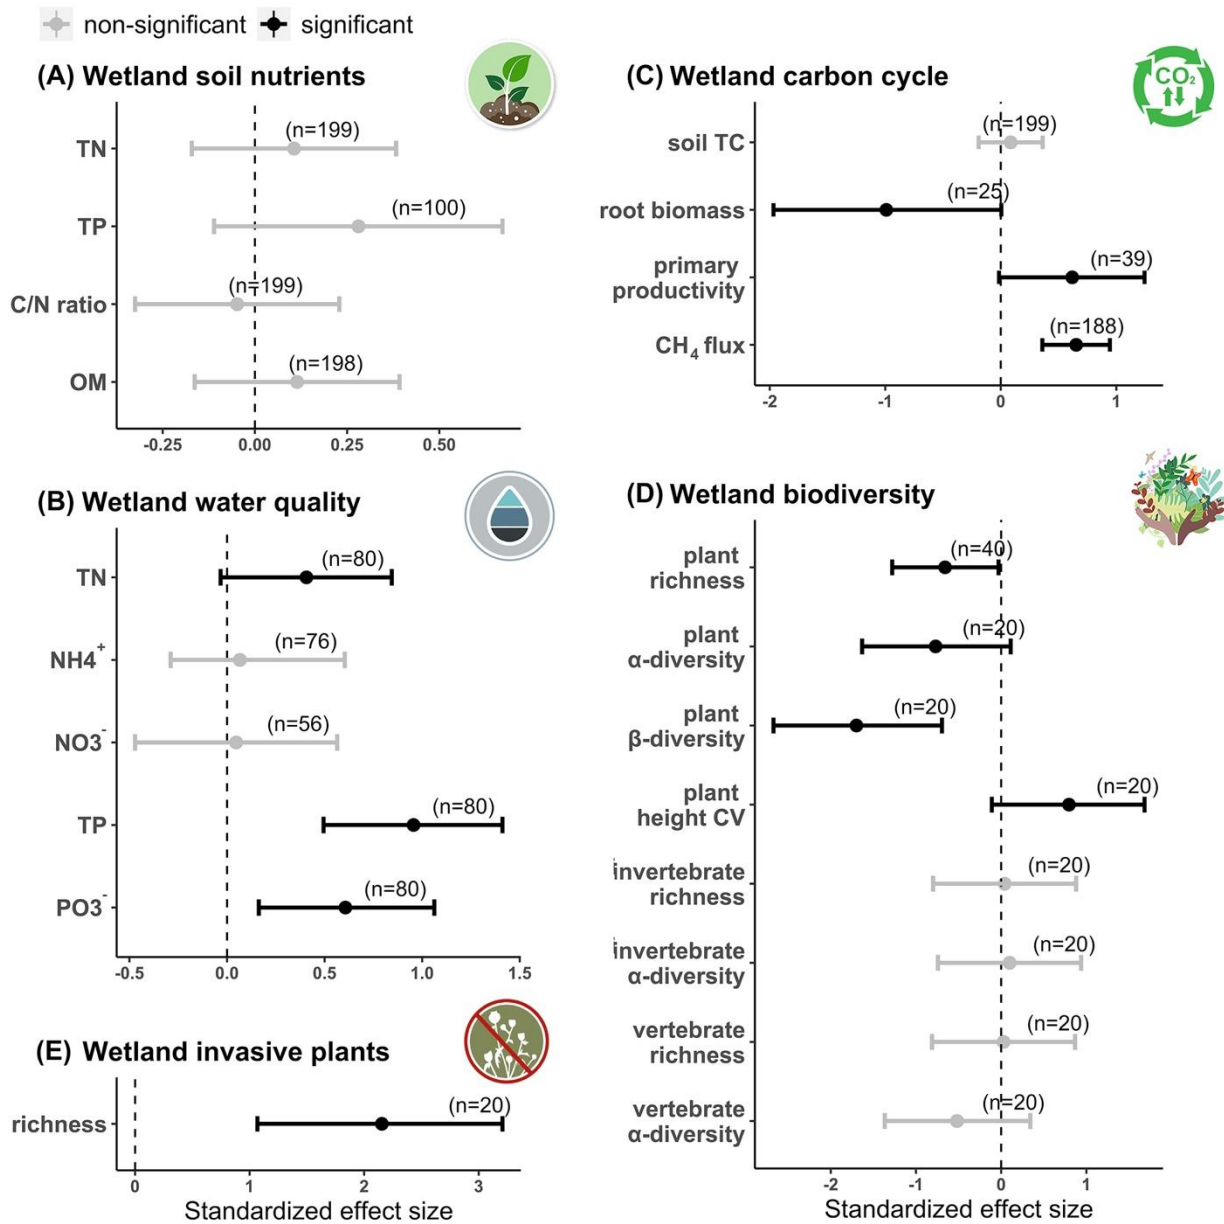 non-significant significant
(A) Wetland soil nutrients
TN
(n=199)
TP
(n=100)
C/N ratio
(n=199)
OM
(n=198)
-0.25 0.00 0.25 0.50
(B) Wetland water quality
TN
(n=80)
NH4+
(n=76)
NO3-
(n=56)
TP
(n=80)
PO3-
(n=80)
-0.5 0.0 0.5 1.0 1.5
(E) Wetland invasive plants
richness
(n=20)
0 1 2 3
Standardized effect size
(C) Wetland carbon cycle
CO2
soil TC
(n=199)
root biomass
(n=25)
primary
productivity
(n=39)
CH4 flux
(n=188)
-2 -1 0 1
(D) Wetland biodiversity
plant
richness
(n=40)
plant
α-diversity
(n=20)
plant
β-diversity
(n=20)
plant
height CV
(n=20)
invertebrate
richness
(n=20)
invertebrate
α-diversity
(n=20)
vertebrate
richness
(n=20)
vertebrate
α-diversity
(n=20)
-2 -1 0 1
Standardized effect size